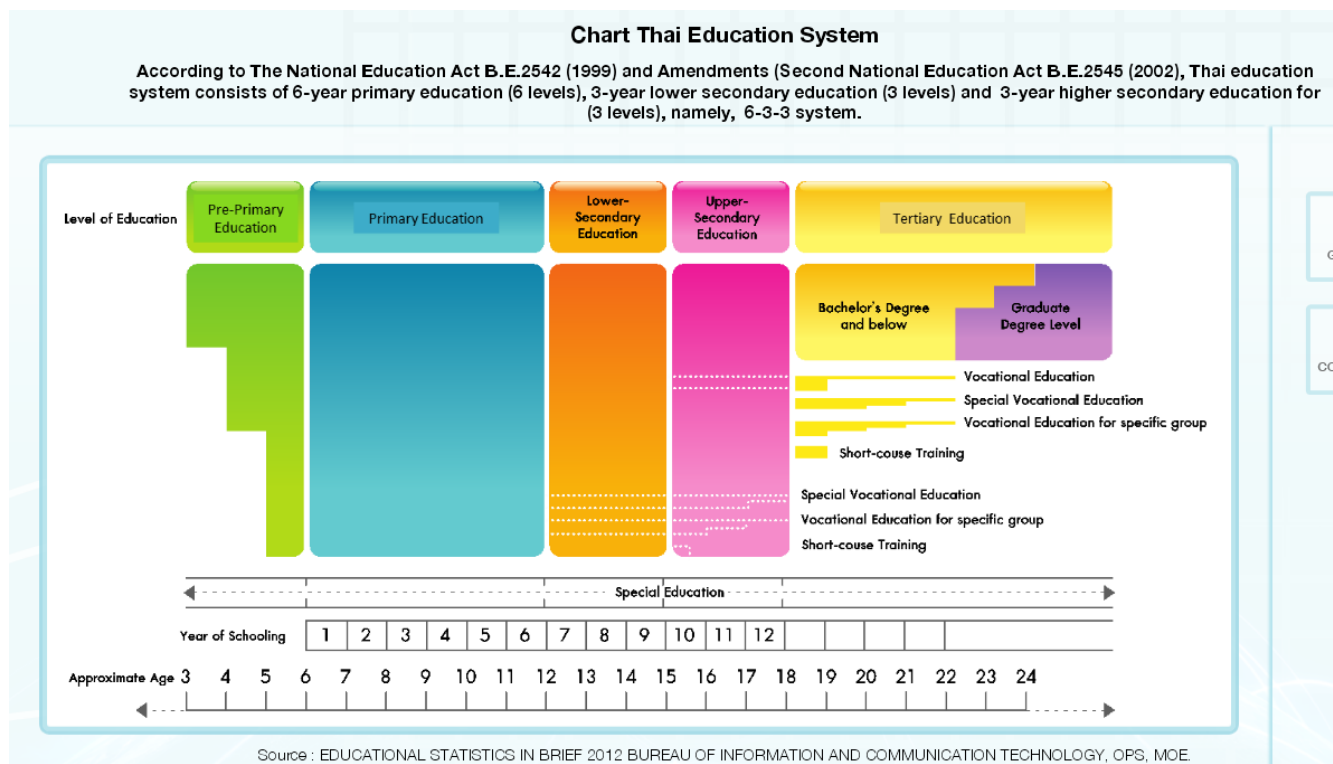 Chart Thai Education System
According to The National Education Act B.E.2542 (1999) and Amendments (Second National Education Act B.E.2545 (2002), Thai education
system consists of 6-year primary education (6 levels), 3-year lower secondary education (3 levels) and 3-year higher secondary education for
(3 levels), namely, 6-3-3 system.
Level of Education
Pre-Primary
Education
Primary Education
Lower-
Secondary
Education
Upper-
Secondary
Education
Tertiary Education
Bachelor's Degree
and below
Graduate
Degree Level
Vocational Education
Special Vocational Education
Vocational Education for specific group
Short-couse Training
Special Vocational Education
Vocational Education for specific group
Short-couse Training
Special Education
Year of Schooling 1 2 3 4 5 6 7 8 9 10 11 12
Approximate Age 3 4 5 6 7 8 9 10 11 12 13 14 15 16 17 18 19 20 21 22 23 24
Source : EDUCATIONAL STATISTICS IN BRIEF 2012 BUREAU OF INFORMATION AND COMMUNICATION TECHNOLOGY, OPS, MOE.